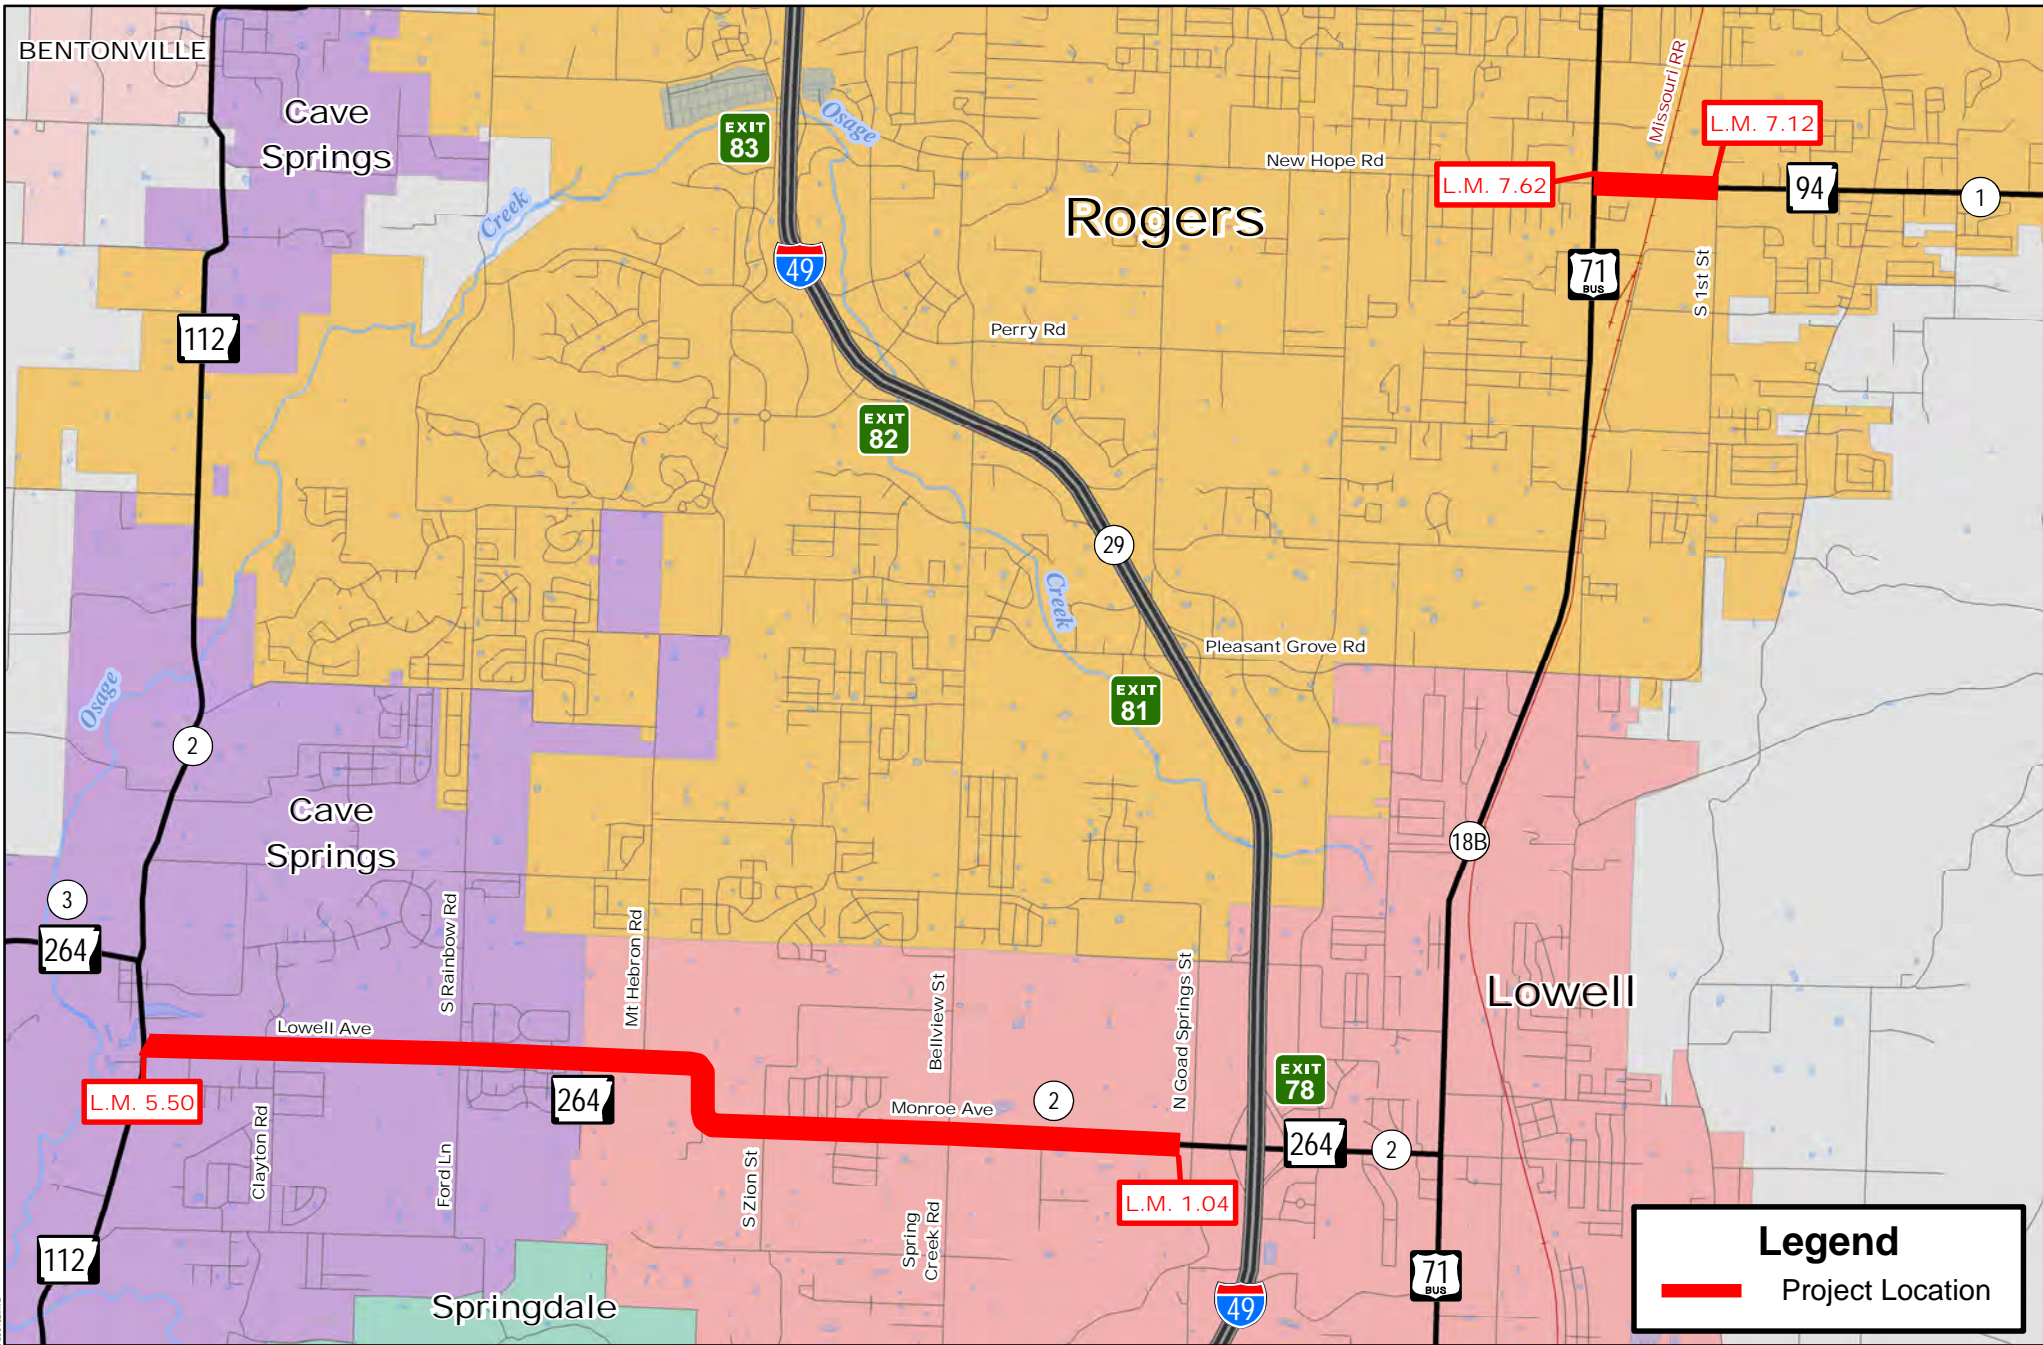 BENTONVILLE
Cave
Springs
EXIT
83
Osage
Creek
Missouri RR
L.M. 7.12
New Hope Rd
L.M. 7.62
94
1
Rogers
49
71
BUS
S 1st St
112
Perry Rd
EXIT
82
29
Creek
Pleasant Grove Rd
Osage
EXIT
81
2
Cave
Springs
18B
3
264
S Rainbow Rd
Mt Hebron Rd
Bellview St
N Goad Springs St
Lowell
Lowell Ave
L.M. 5.50
264
Monroe Ave
2
EXIT
78
264
2
Clayton Rd
Ford Ln
S Zion St
Spring
Creek Rd
L.M. 1.04
112
Springdale
49
71
BUS
Legend
Project Location